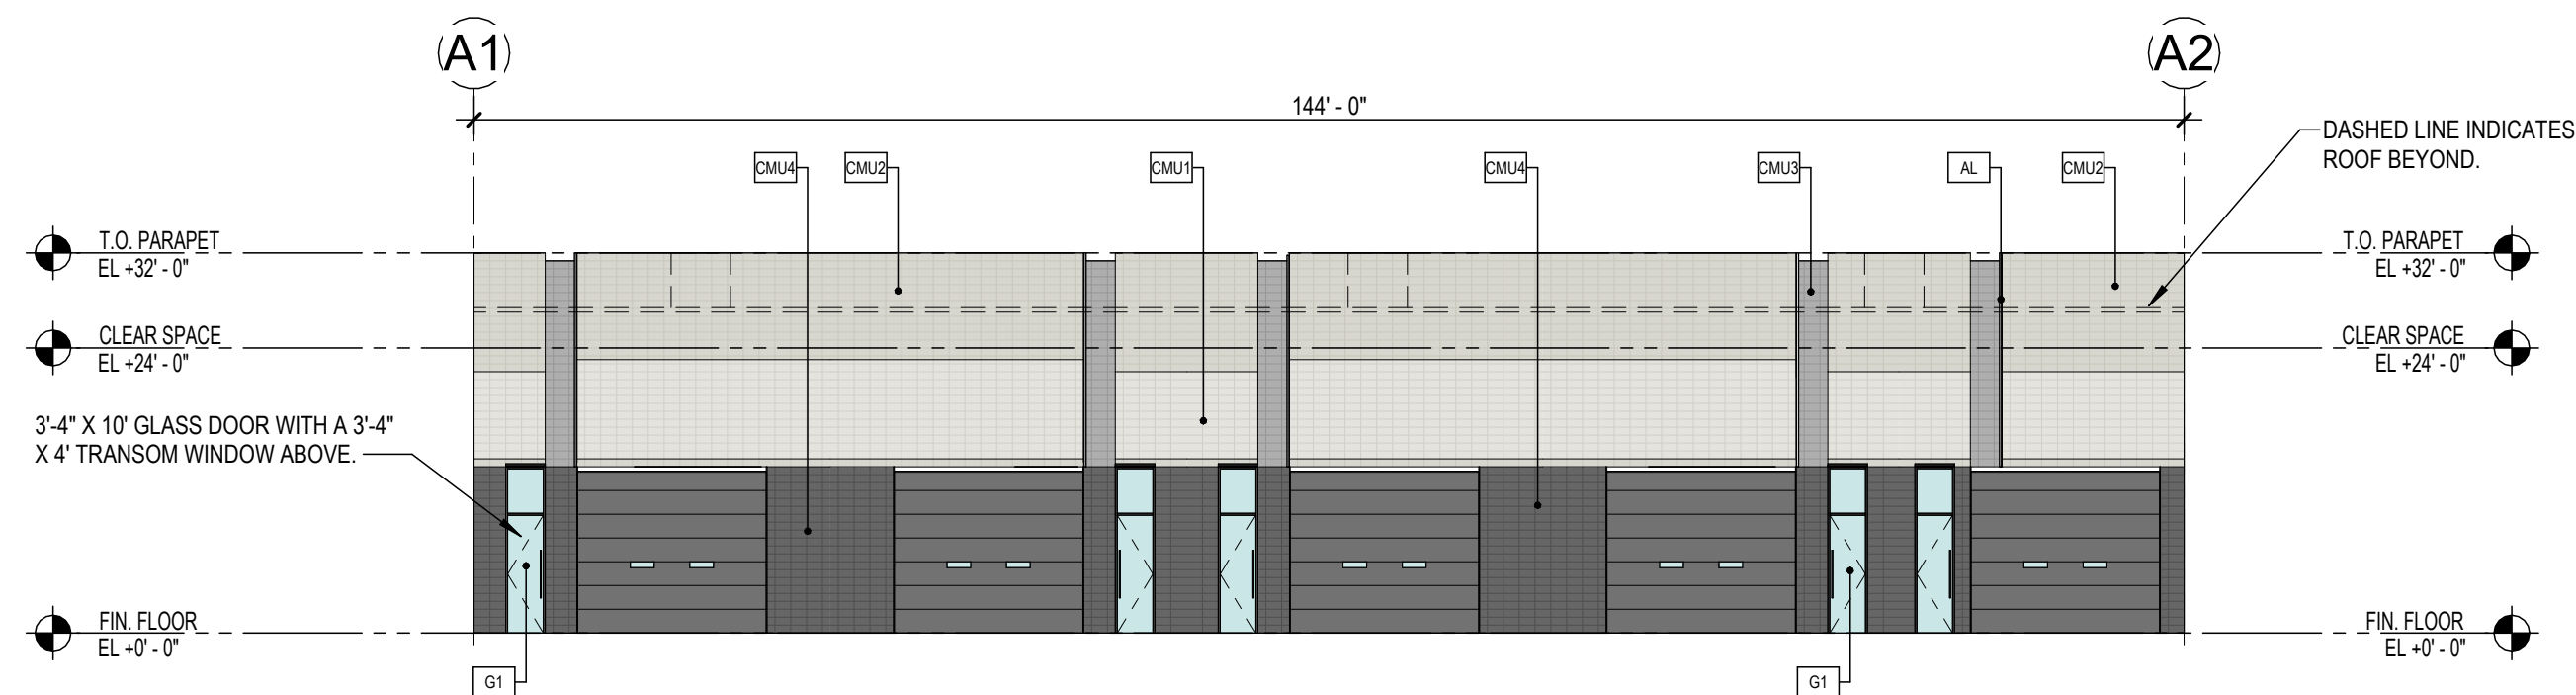 A1
A2
144' - 0"
DASHED LINE INDICATES
ROOF BEYOND.
CMU4
CMU2
CMU1
CMU4
CMU3
AL
CMU2
T.O. PARAPET
EL +32' - 0"
T.O. PARAPET
EL +32' - 0"
CLEAR SPACE
EL +24' - 0"
CLEAR SPACE
EL +24' - 0"
3'-4" X 10' GLASS DOOR WITH A 3'-4"
X 4' TRANSOM WINDOW ABOVE.
FIN. FLOOR
EL +0' - 0"
FIN. FLOOR
EL +0' - 0"
G1
G1